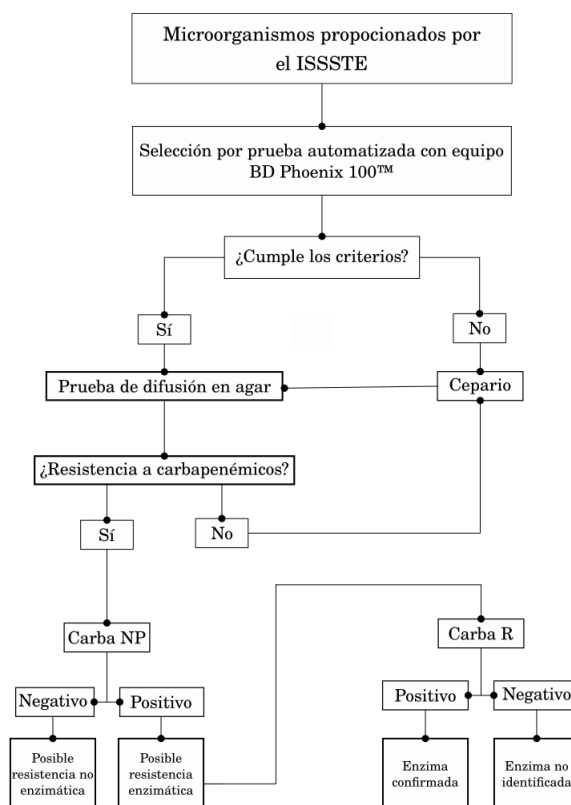 Microorganismos propocionados por
el ISSSTE
Selección por prueba automatizada con equipo
BD Phoenix 100™
¿Cumple los criterios?
Sí
No
Prueba de difusión en agar
Cepario
¿Resistencia a carbapenémicos?
Sí
No
Carba NP
Carba R
Negativo
Positivo
Positivo
Negativo
Posible
resistencia no
enzimática
Posible
resistencia
enzimática
Enzima
confirmada
Enzima no
identificada